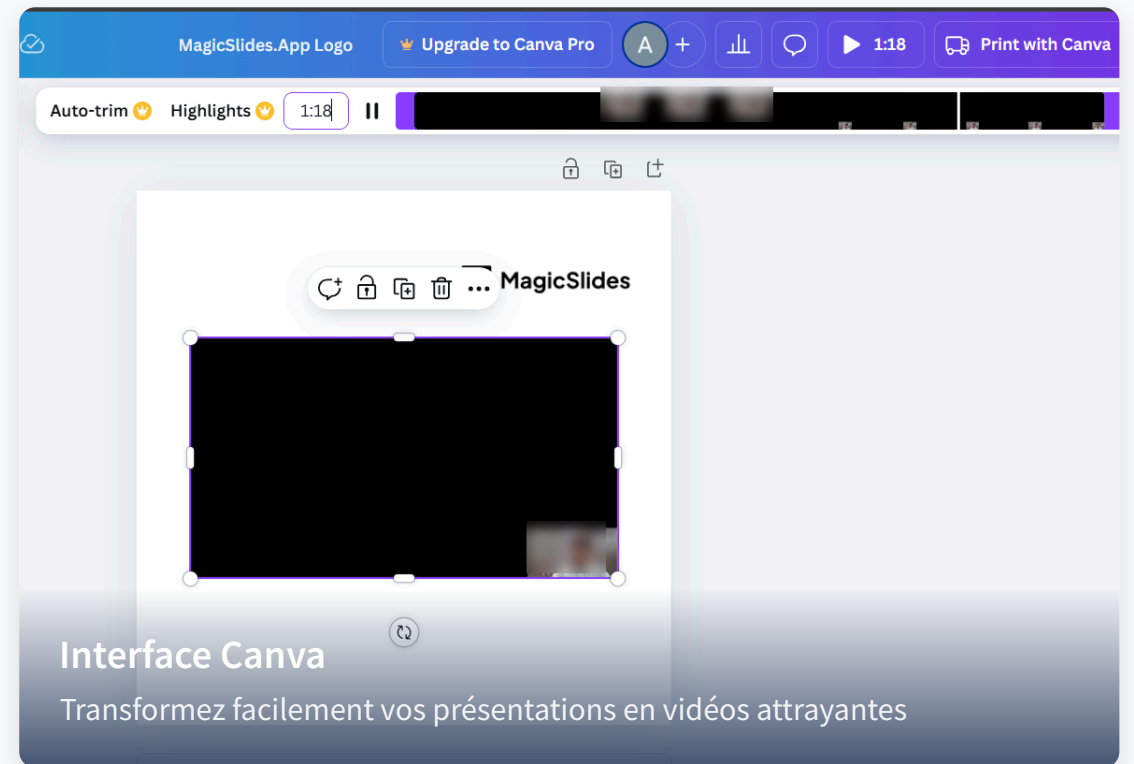 MagicSlides.App Logo
Upgrade to Canva Pro
A
1:18
Print with Canva
Auto-trim
Highlights
1:18
MagicSlides
Interface Canva
Transformez facilement vos présentations en vidéos attrayantes